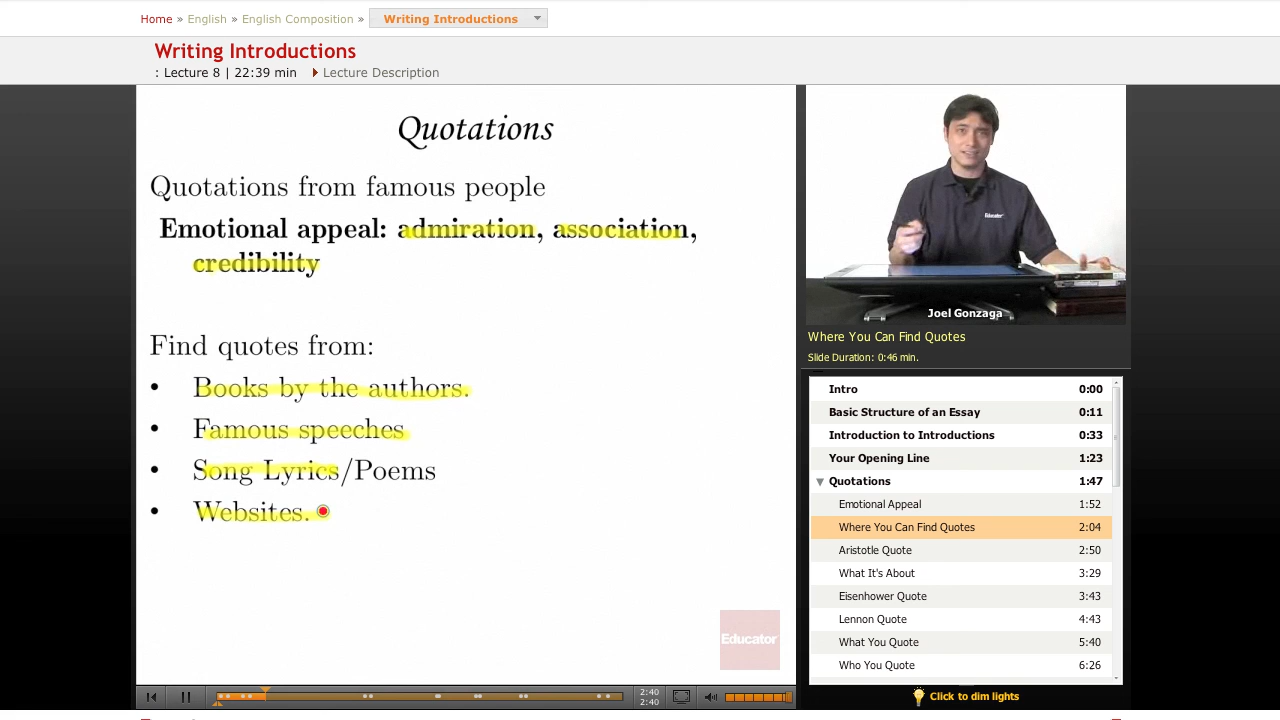 Home » English » English Composition » Writing Introductions
Writing Introductions
: Lecture 8 | 22:39 min Lecture Description
Quotations
Quotations from famous people
Emotional appeal: admiration, association,
credibility
Find quotes from:
• Books by the authors.
• Famous speeches
• Song Lyrics/Poems
• Websites.
Educator
2:40
2:40
Educator
Joel Gonzaga
Where You Can Find Quotes
Slide Duration: 0:46 min.
Intro 0:00
Basic Structure of an Essay 0:11
Introduction to Introductions 0:33
Your Opening Line 1:23
Quotations 1:47
Emotional Appeal 1:52
Where You Can Find Quotes 2:04
Aristotle Quote 2:50
What It's About 3:29
Eisenhower Quote 3:43
Lennon Quote 4:43
What You Quote 5:40
Who You Quote 6:26
Click to dim lights